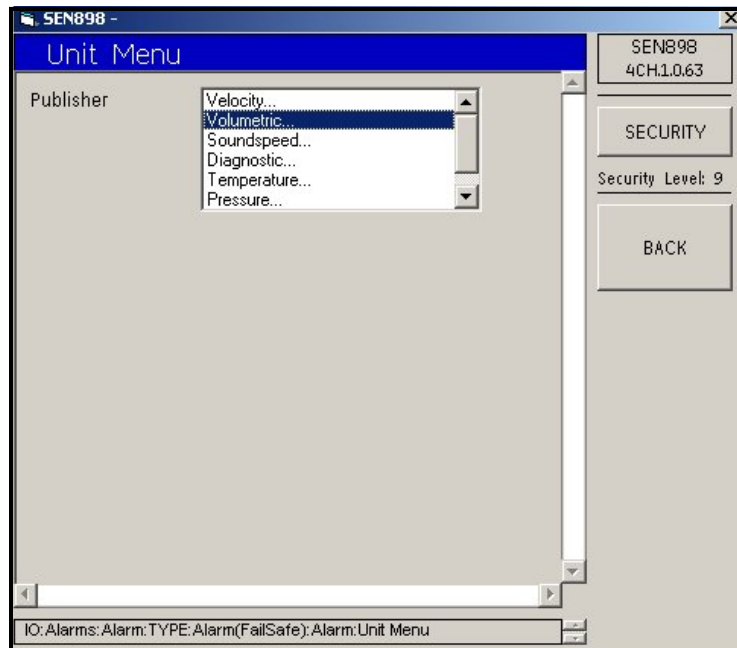 SEN898 -
Unit Menu
Publisher
Velocity...
Volumetric...
Soundspeed...
Diagnostic...
Temperature...
Pressure...
SEN898
4CH.1.0.63
SECURITY
Security Level: 9
BACK
IO:Alarms:Alarm:TYPE:Alarm(FailSafe):Alarm:Unit Menu